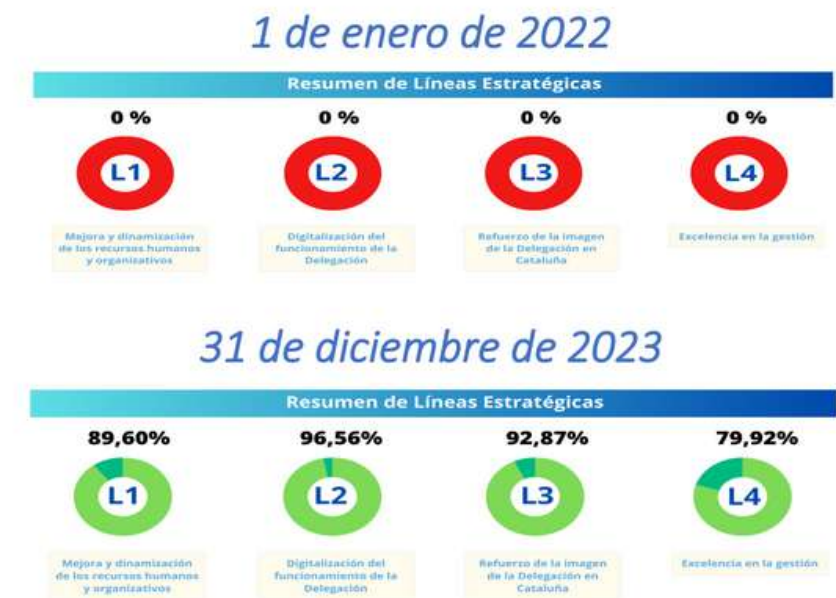 1 de enero de 2022
Resumen de Líneas Estratégicas
0 % 0 % 0 % 0 %
L1 L2 L3 L4
Mejora y dinamización
de los recursos humanos
y organizativos
Digitalización del
funcionamiento de la
Delegación
Refuerzo de la imagen
de la Delegación en
Cataluña
Excelencia en la gestión
31 de diciembre de 2023
Resumen de Líneas Estratégicas
89,60% 96,56% 92,87% 79,92%
L1 L2 L3 L4
Mejora y dinamización
de los recursos humanos
y organizativos
Digitalización del
funcionamiento de la
Delegación
Refuerzo de la imagen
de la Delegación en
Cataluña
Excelencia en la gestión